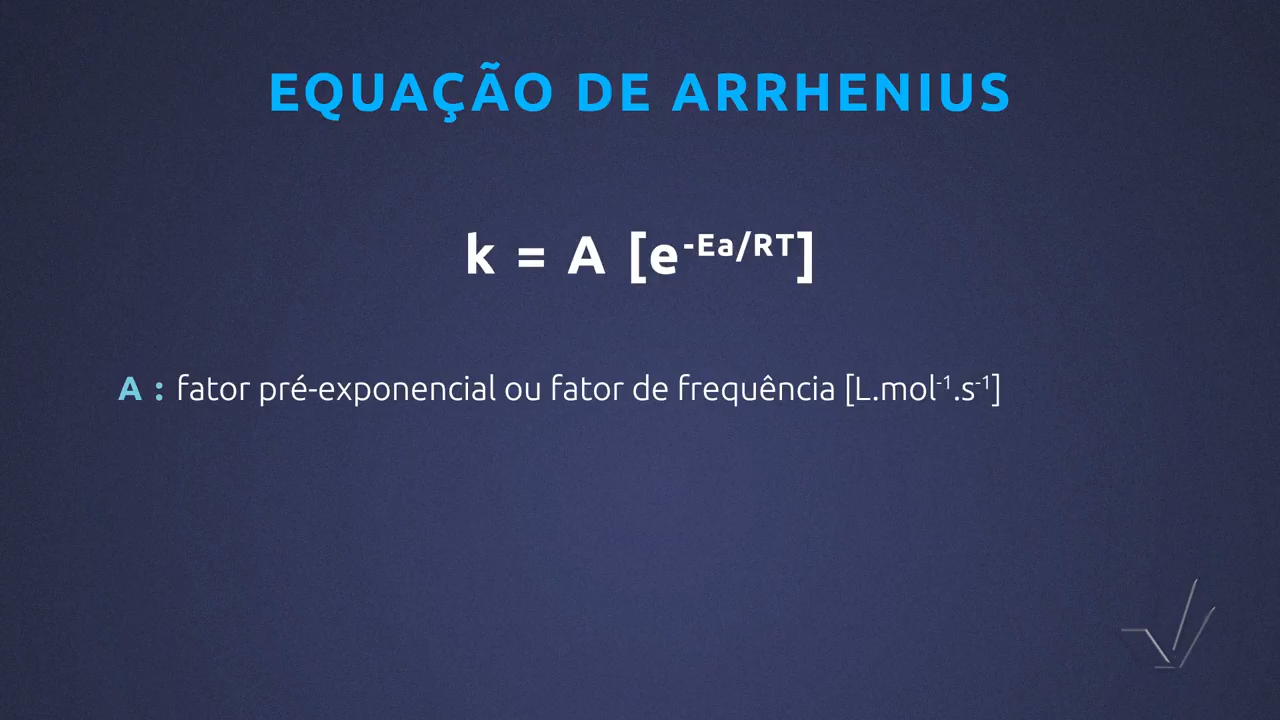 EQUAÇÃO DE ARRHENIUS
k = A [e⁻ᴱᵃ/ᴿᵀ]
A : fator pré-exponencial ou fator de frequência [L.mol⁻¹.s⁻¹]